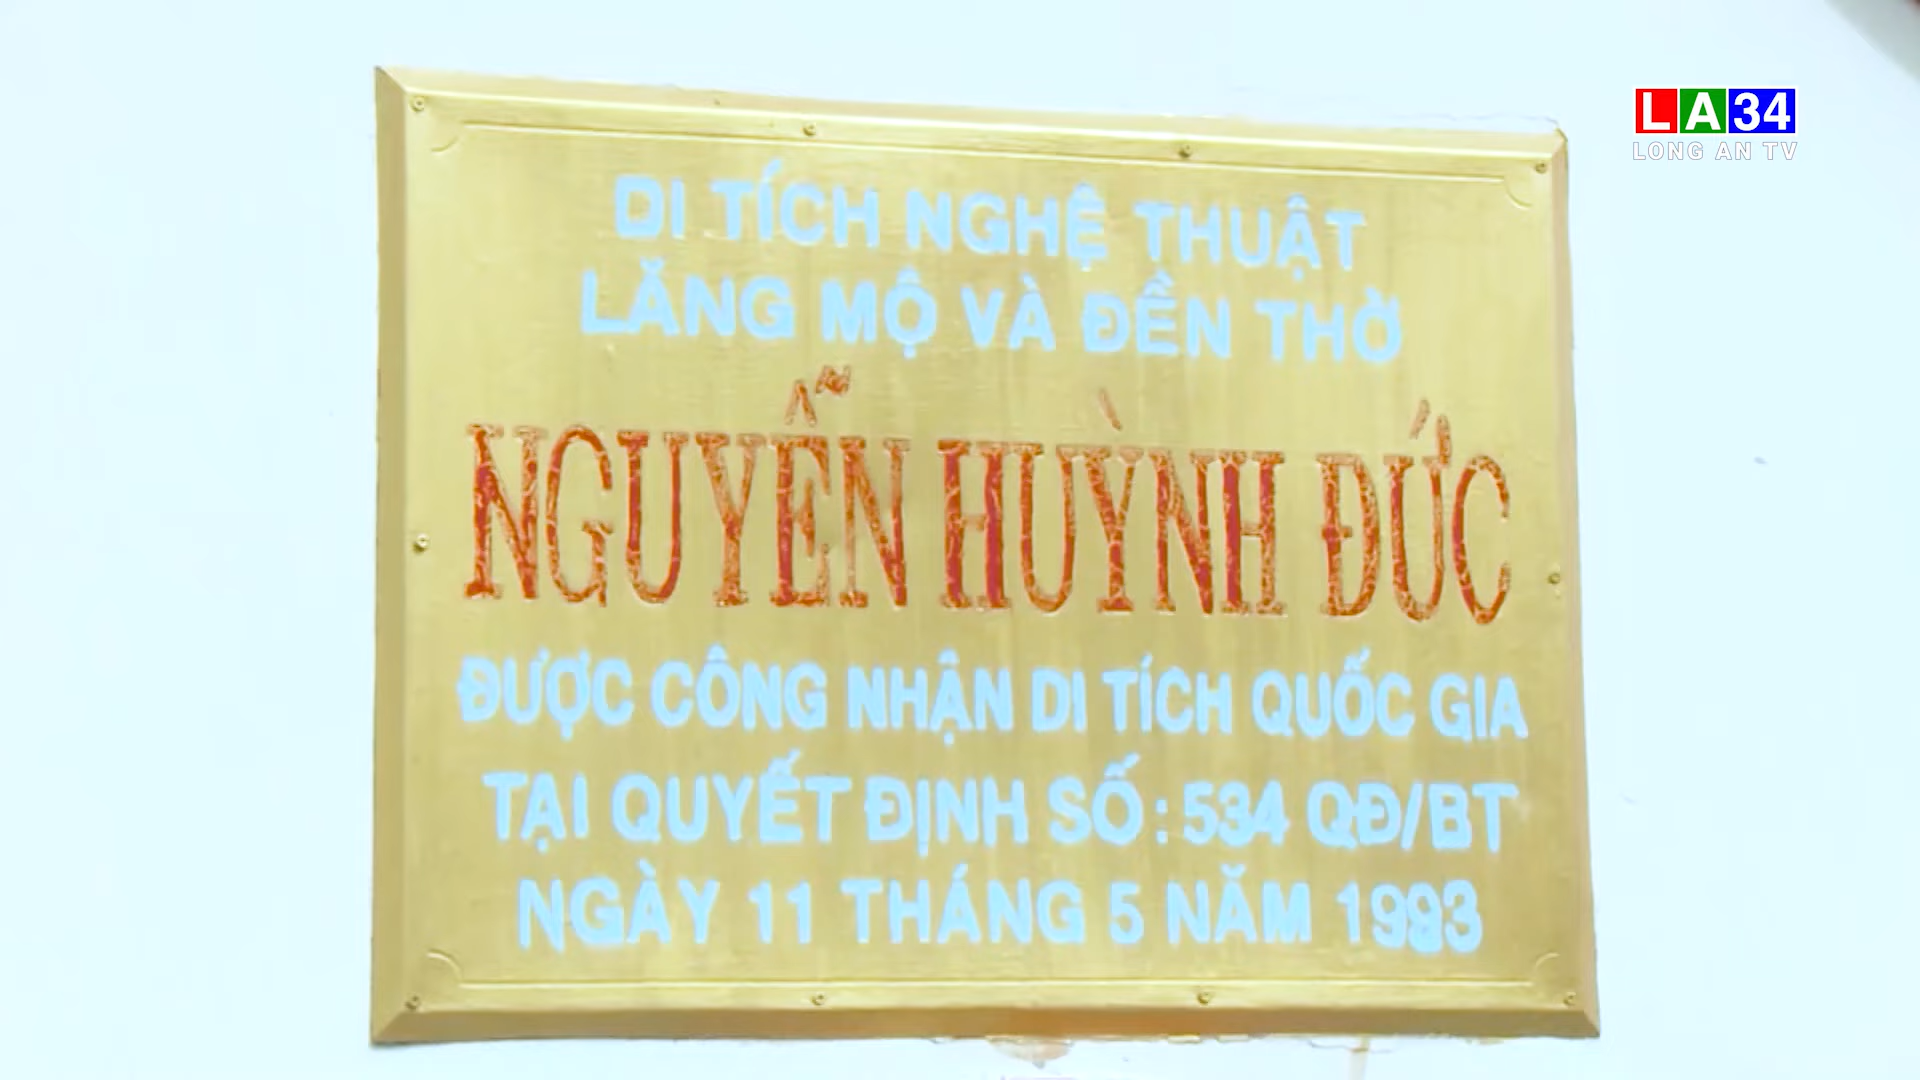 LA34
LONG AN TV
DI TÍCH NGHỆ THUẬT
LĂNG MỘ VÀ ĐỀN THỜ
NGUYỄN HUỲNH ĐỨC
ĐƯỢC CÔNG NHẬN DI TÍCH QUỐC GIA
TẠI QUYẾT ĐỊNH SỐ : 534 QĐ/BT
NGÀY 11 THÁNG 5 NĂM 1993